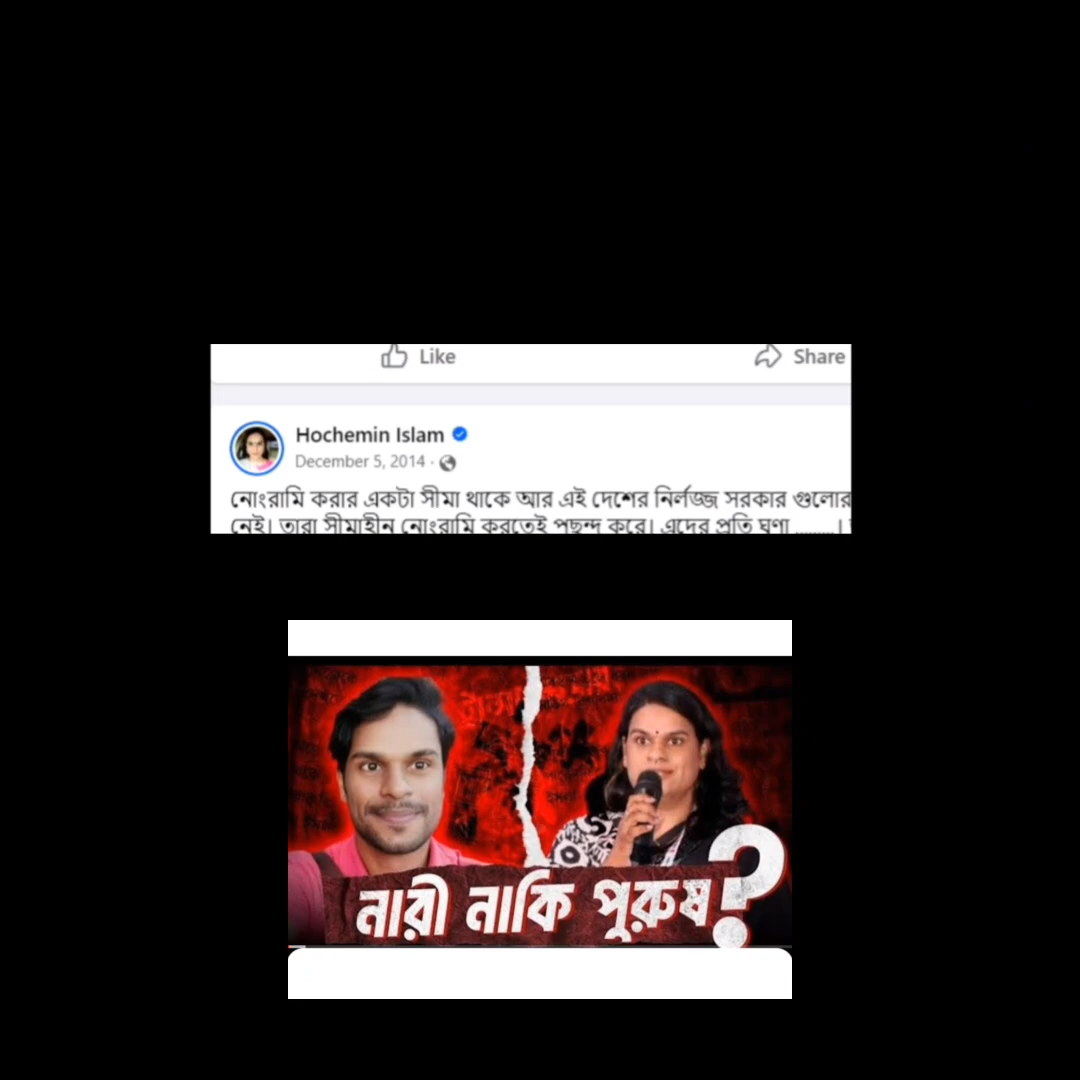 Like Share
Hochemin Islam
December 5, 2014 ·
নোংরামি করার একটা সীমা থাকে আর এই দেশের নির্লজ্জ সরকার গুলোর
নেই। তারা সীমাহীন নোংরামি করতেই পছন্দ করে। এদের প্রতি ঘৃণা ........।
নারী নাকি পুরুষ?